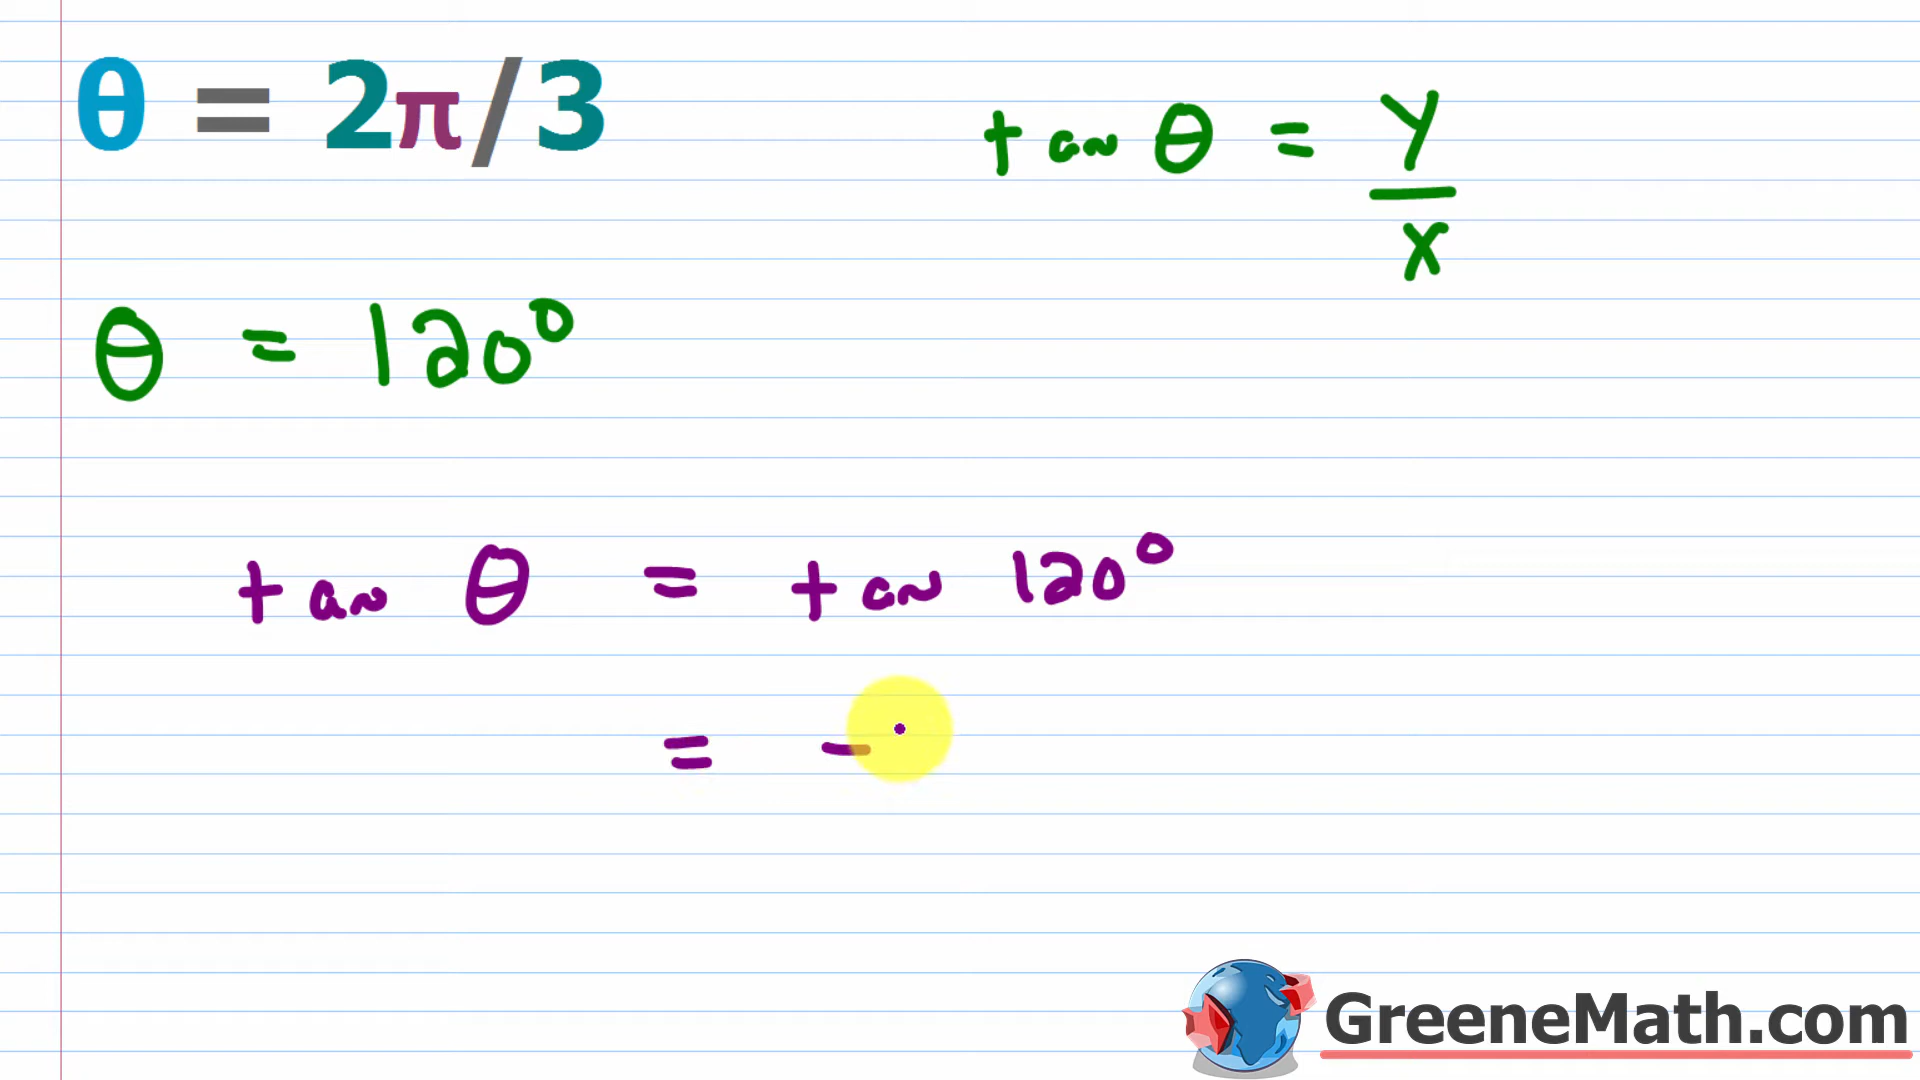 θ = 2π/3
tan θ = y/x
θ = 120°
tan θ = tan 120°
= -
GreeneMath.com